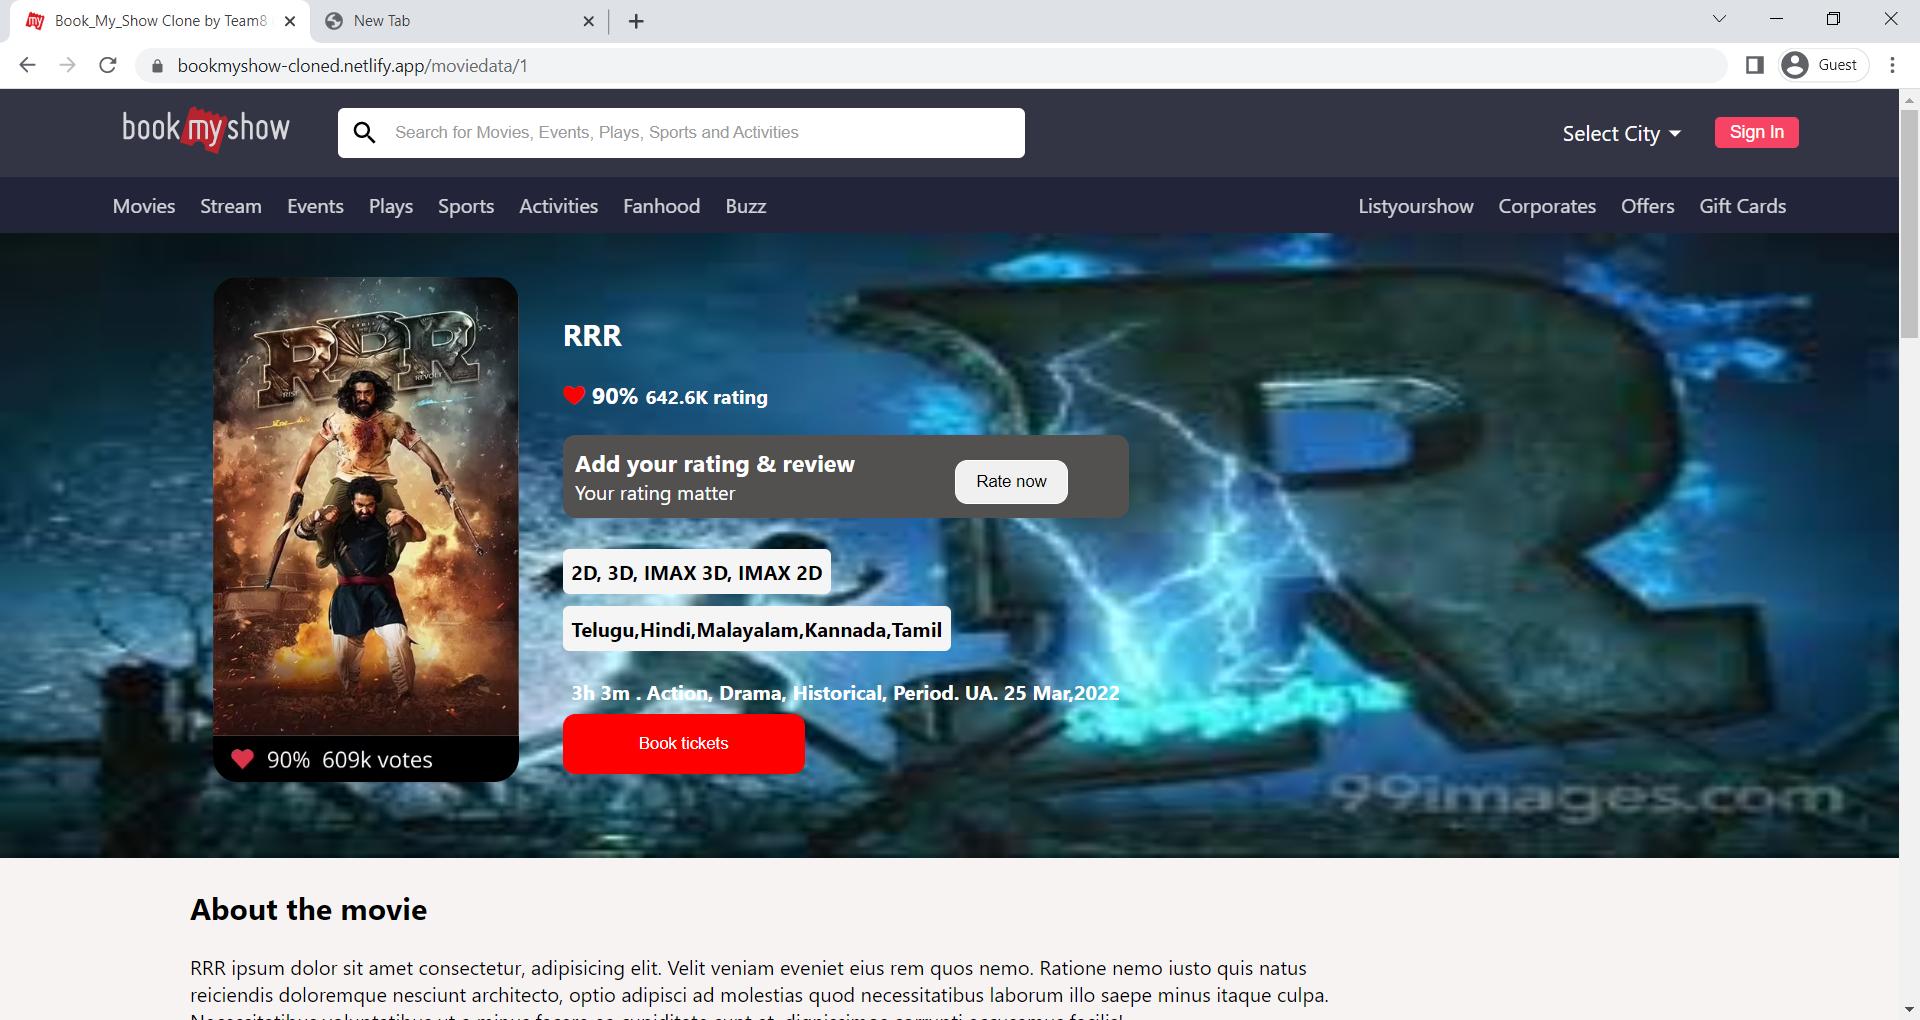 Book_My_Show Clone by Team8
New Tab
bookmyshow-cloned.netlify.app/moviedata/1
Guest
book my show
Search for Movies, Events, Plays, Sports and Activities
Select City
Sign In
Movies Stream Events Plays Sports Activities Fanhood Buzz
Listyourshow Corporates Offers Gift Cards
RRR
RISE
REVOLT
90% 609k votes
RRR
90% 642.6K rating
Add your rating & review
Your rating matter
Rate now
2D, 3D, IMAX 3D, IMAX 2D
Telugu,Hindi,Malayalam,Kannada,Tamil
3h 3m . Action, Drama, Historical, Period. UA. 25 Mar,2022
Book tickets
99images.com
About the movie
RRR ipsum dolor sit amet consectetur, adipisicing elit. Velit veniam eveniet eius rem quos nemo. Ratione nemo iusto quis natus
reiciendis doloremque nesciunt architecto, optio adipisci ad molestias quod necessitatibus laborum illo saepe minus itaque culpa.